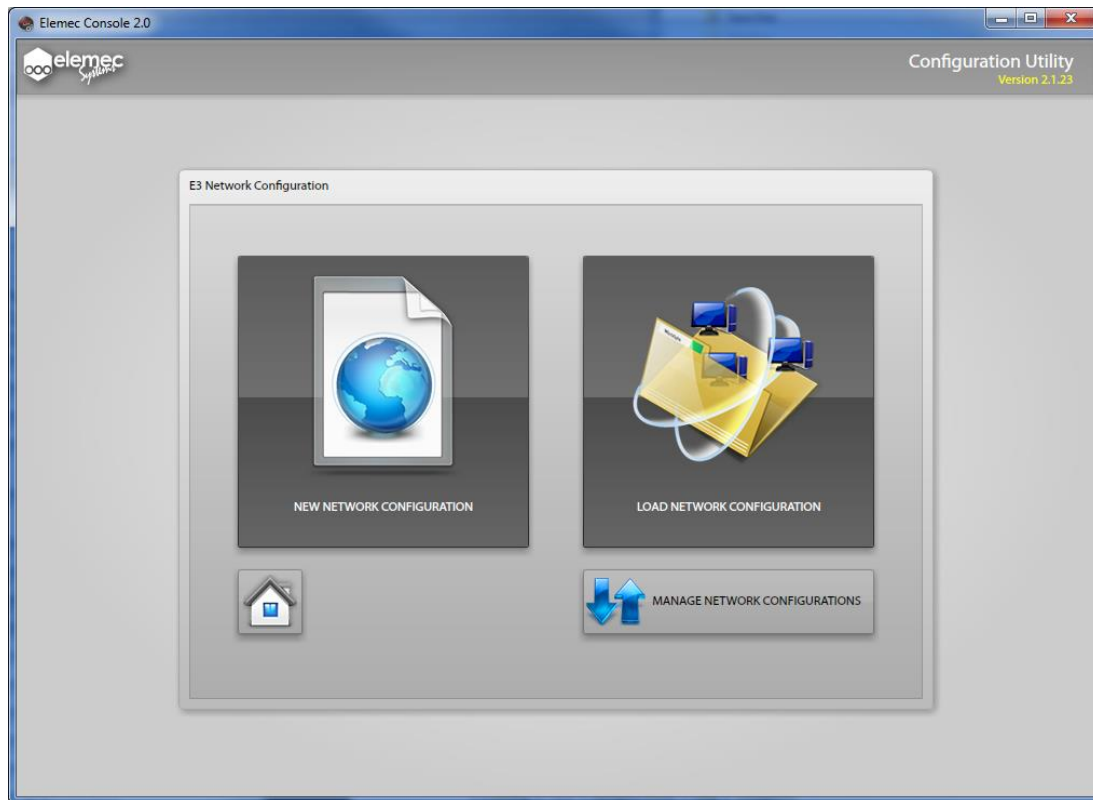 Elemec Console 2.0
elemec
Systems
Configuration Utility
Version 2.1.23
E3 Network Configuration
NEW NETWORK CONFIGURATION
LOAD NETWORK CONFIGURATION
MANAGE NETWORK CONFIGURATIONS